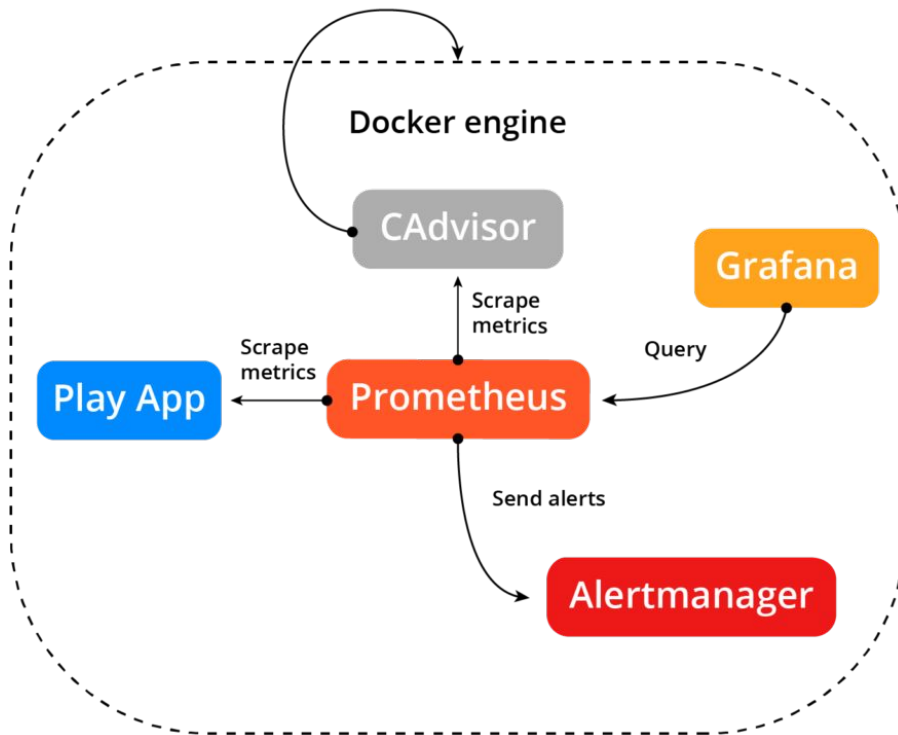 Docker engine
CAdvisor
Grafana
Scrape
metrics
Query
Scrape
metrics
Play App
Prometheus
Send alerts
Alertmanager